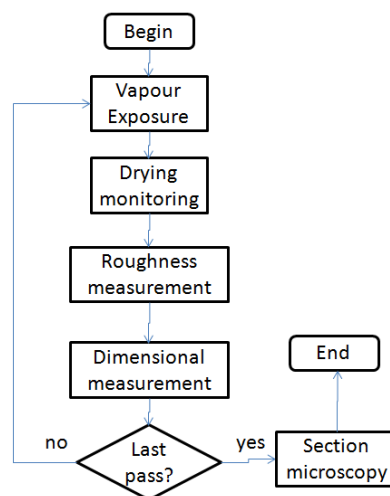 Begin
Vapour
Exposure
Drying
monitoring
Roughness
measurement
Dimensional
measurement
End
no
Last
pass?
yes
Section
microscopy